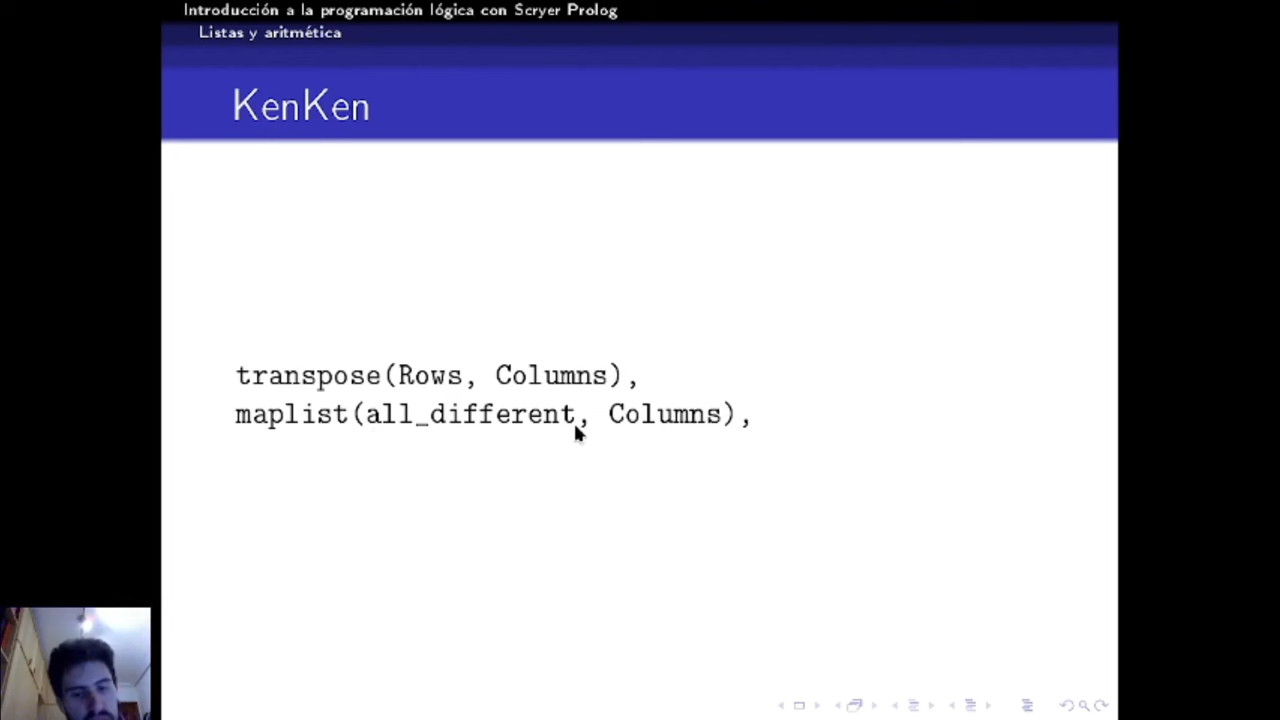 Introducción a la programación lógica con Scryer Prolog
Listas y aritmética
KenKen
transpose(Rows, Columns),
maplist(all_different, Columns),